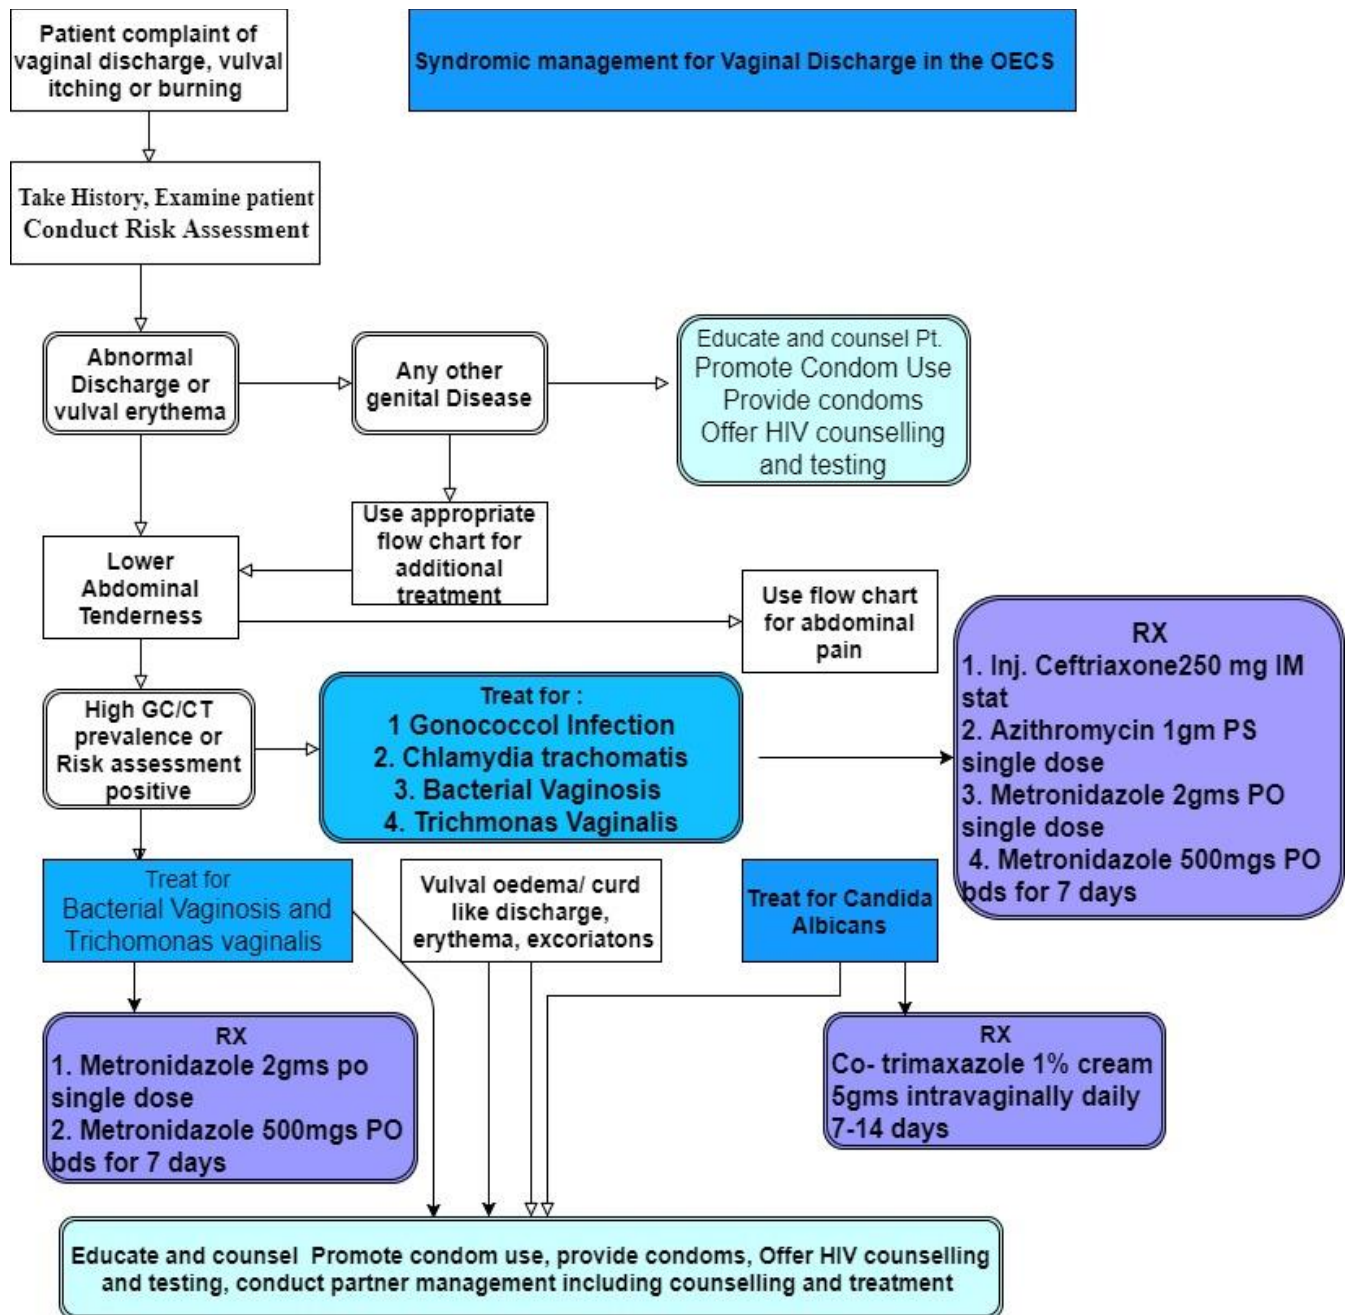 Patient complaint of
vaginal discharge, vulval
itching or burning
Syndromic management for Vaginal Discharge in the OECS
Take History, Examine patient
Conduct Risk Assessment
Abnormal
Discharge or
vulval erythema
Any other
genital Disease
Educate and counsel Pt.
Promote Condom Use
Provide condoms
Offer HIV counselling
and testing
Use appropriate
flow chart for
additional
treatment
Lower
Abdominal
Tenderness
Use flow chart
for abdominal
pain
High GC/CT
prevalence or
Risk assessment
positive
Treat for :
1 Gonococcol Infection
2. Chlamydia trachomatis
3. Bacterial Vaginosis
4. Trichmonas Vaginalis
RX
1. Inj. Ceftriaxone250 mg IM
stat
2. Azithromycin 1gm PS
single dose
3. Metronidazole 2gms PO
single dose
4. Metronidazole 500mgs PO
bds for 7 days
Treat for
Bacterial Vaginosis and
Trichomonas vaginalis
Vulval oedema/ curd
like discharge,
erythema, excoriatons
Treat for Candida
Albicans
RX
1. Metronidazole 2gms po
single dose
2. Metronidazole 500mgs PO
bds for 7 days
RX
Co- trimaxazole 1% cream
5gms intravaginally daily
7-14 days
Educate and counsel  Promote condom use, provide condoms, Offer HIV counselling
and testing, conduct partner management including counselling and treatment